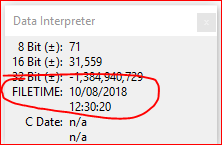 Data Interpreter
8 Bit (±): 71
16 Bit (±): 31,559
32 Bit (±): -1,384,940,729
FILETIME: 10/08/2018
12:30:20
C Date: n/a
n/a